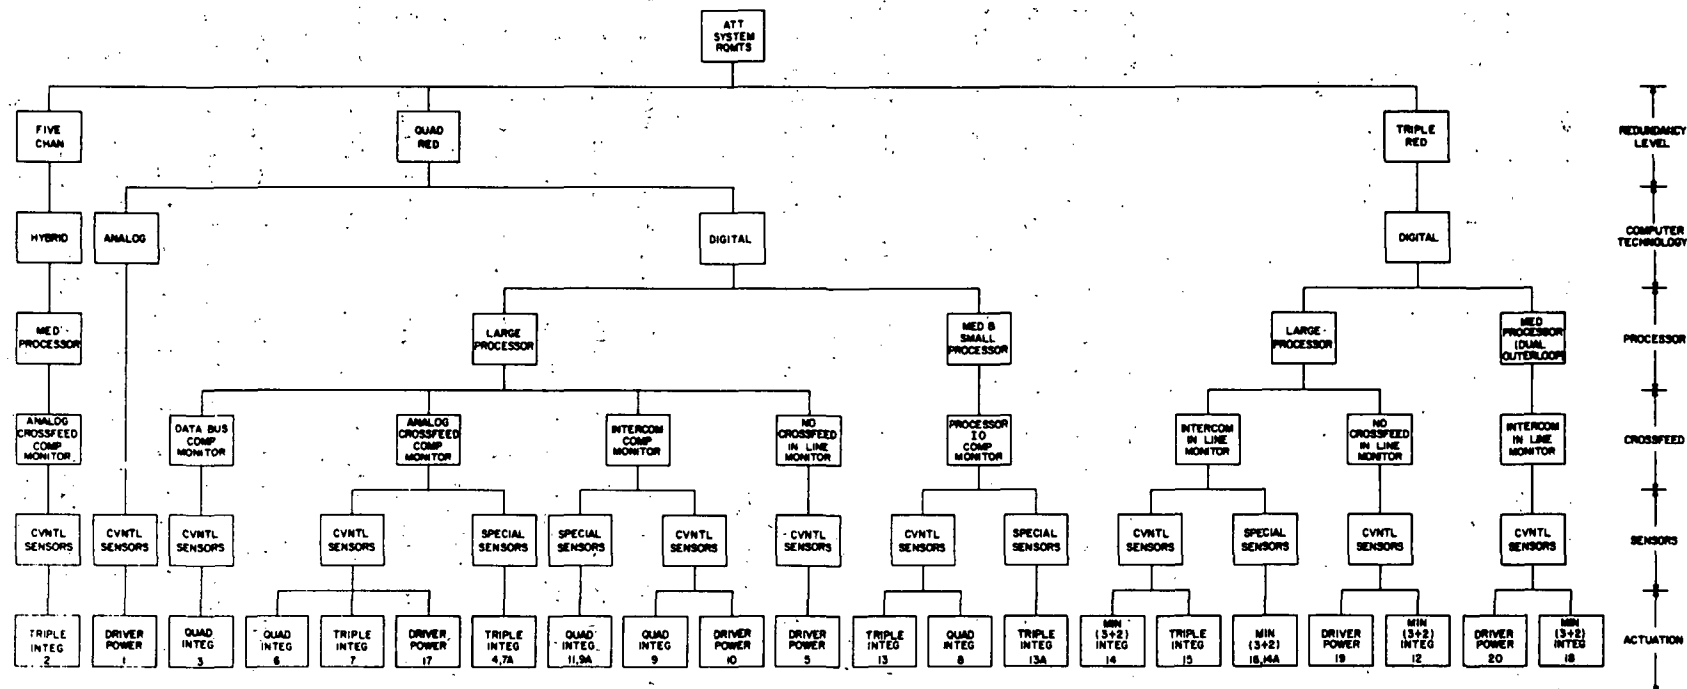 ATT
SYSTEM
RQMTS
FIVE
CHAN
QUAD
RED
TRIPLE
RED
REDUNDANCY
LEVEL
HYBRID
ANALOG
DIGITAL
DIGITAL
COMPUTER
TECHNOLOGY
MED
PROCESSOR
LARGE
PROCESSOR
MED &
SMALL
PROCESSOR
LARGE
PROCESSOR
MED
PROCESSOR
(DUAL
OUTERLOOP)
PROCESSOR
ANALOG
CROSSFEED
COMP
MONITOR
DATA BUS
COMP
MONITOR
ANALOG
CROSSFEED
COMP
MONITOR
INTERCOM
COMP
MONITOR
NO
CROSSFEED
IN LINE
MONITOR
PROCESSOR
IO
COMP
MONITOR
INTERCOM
IN LINE
MONITOR
NO
CROSSFEED
IN LINE
MONITOR
INTERCOM
IN LINE
MONITOR
CROSSFEED
CVNTL
SENSORS
CVNTL
SENSORS
CVNTL
SENSORS
CVNTL
SENSORS
SPECIAL
SENSORS
SPECIAL
SENSORS
CVNTL
SENSORS
CVNTL
SENSORS
CVNTL
SENSORS
SPECIAL
SENSORS
CVNTL
SENSORS
SPECIAL
SENSORS
CVNTL
SENSORS
CVNTL
SENSORS
SENSORS
TRIPLE
INTEG
2
DRIVER
POWER
1
QUAD
INTEG
3
QUAD
INTEG
6
TRIPLE
INTEG
7
DRIVER
POWER
17
TRIPLE
INTEG
4,7A
QUAD
INTEG
11,9A
QUAD
INTEG
9
DRIVER
POWER
10
DRIVER
POWER
5
TRIPLE
INTEG
13
QUAD
INTEG
8
TRIPLE
INTEG
13A
MIN
(3+2)
INTEG
14
TRIPLE
INTEG
15
MIN
(3+2)
16,14A
DRIVER
POWER
19
MIN
(3+2)
INTEG
12
DRIVER
POWER
20
MIN
(3+2)
INTEG
18
ACTUATION